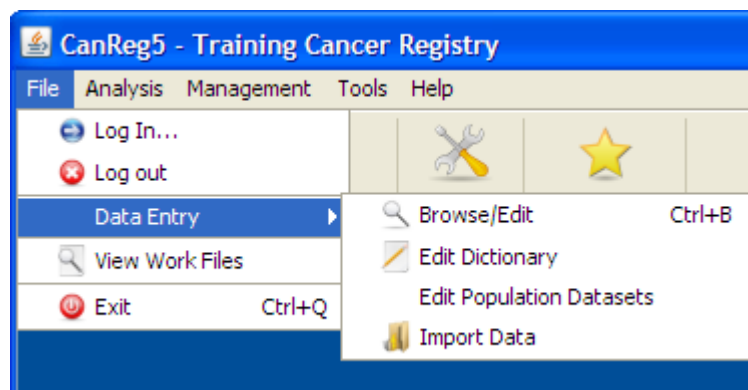 CanReg5 - Training Cancer Registry
File Analysis Management Tools Help
Log In...
Log out
Data Entry
View Work Files
Exit Ctrl+Q
Browse/Edit Ctrl+B
Edit Dictionary
Edit Population Datasets
Import Data